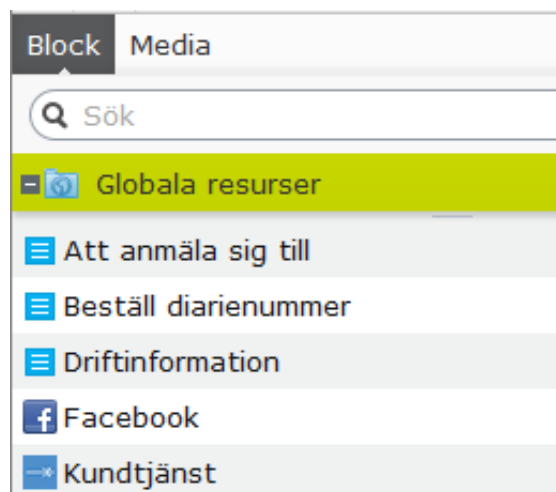 Block Media
Sök
Globala resurser
Att anmäla sig till
Beställ diarienummer
Driftinformation
Facebook
Kundtjänst